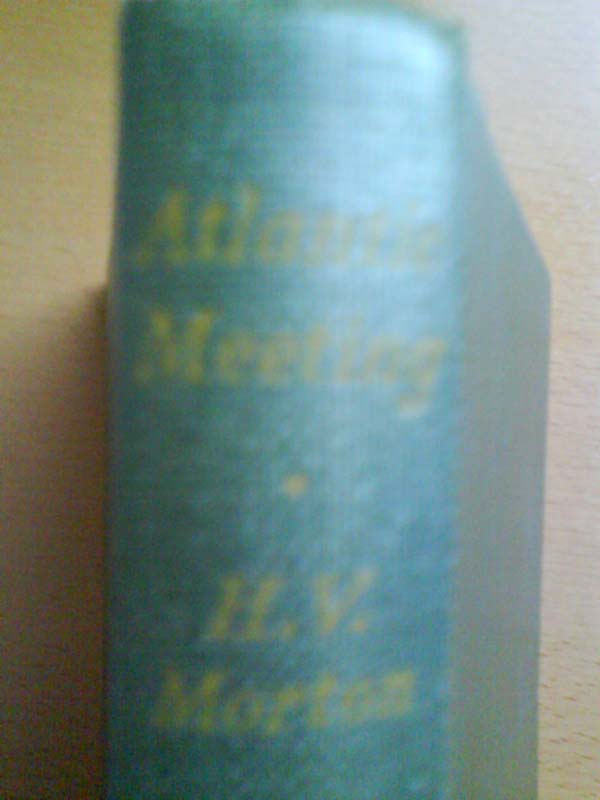 Atlantic
Meeting
H.V.
Morton